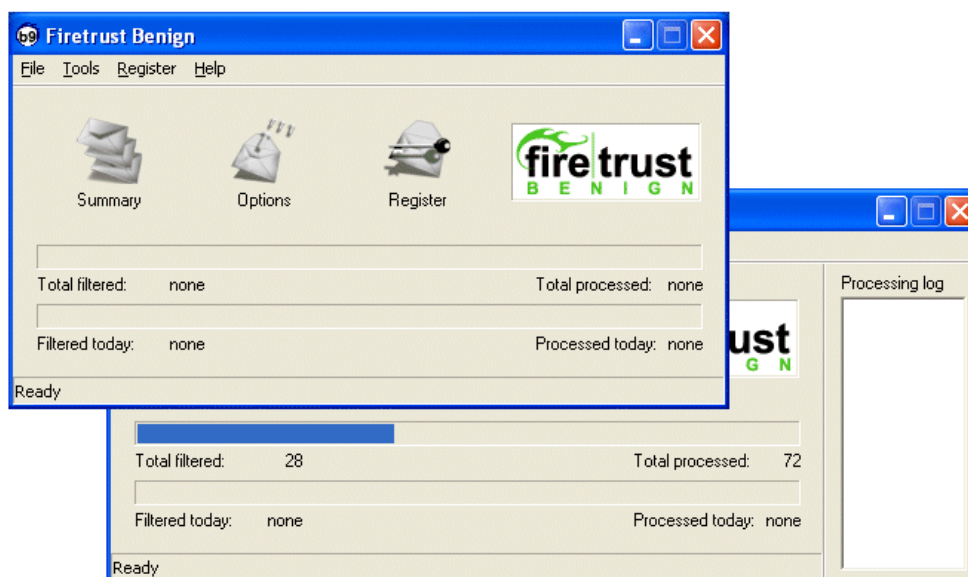 b9 Firetrust Benign
File Tools Register Help
Summary Options Register
fire trust
BENIGN
Total filtered: none Total processed: none
Filtered today: none Processed today: none
Ready
Processing log
ust
G N
Total filtered: 28 Total processed: 72
Filtered today: none Processed today: none
Ready